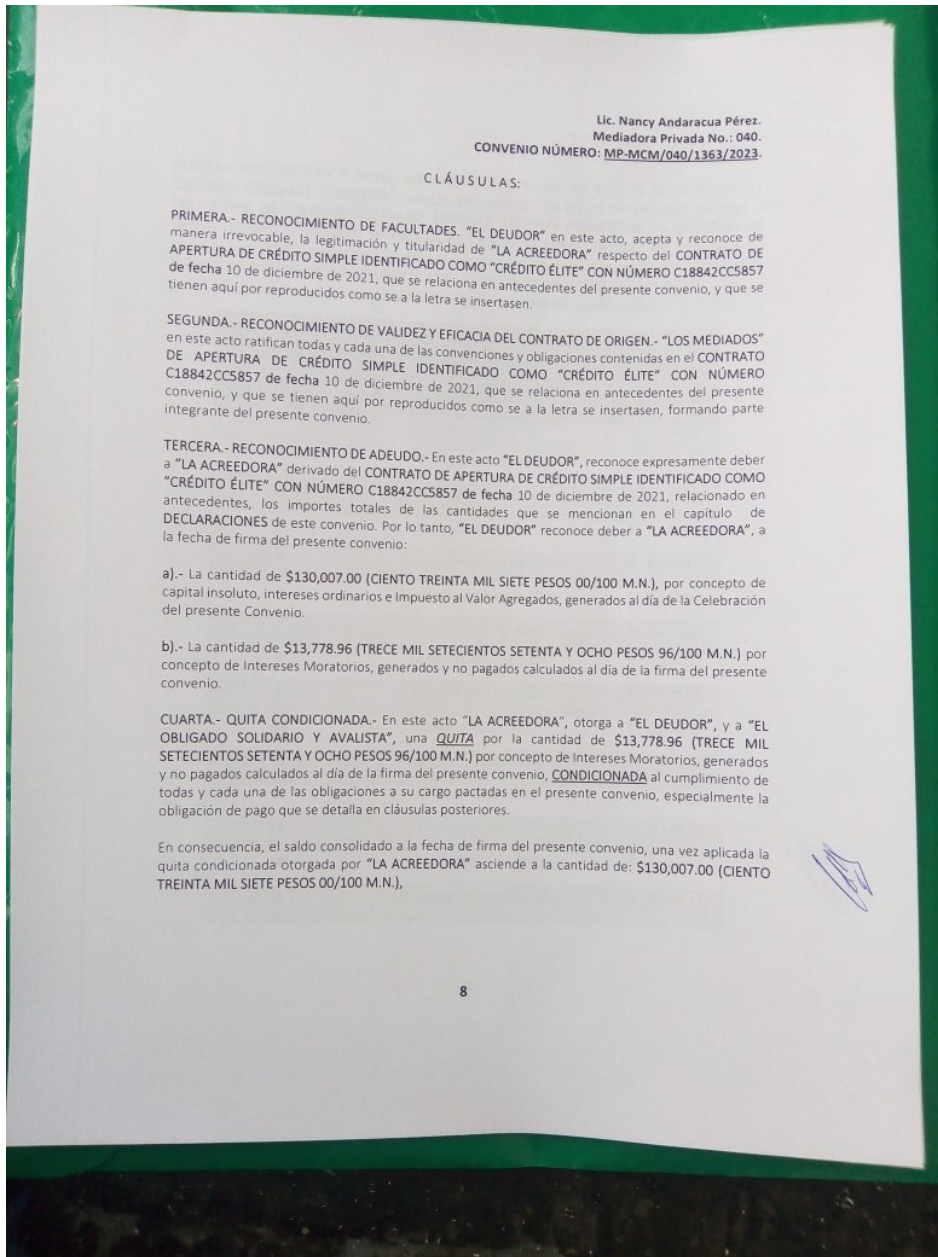 Lic. Nancy Andaracua Pérez.
Mediadora Privada No.: 040.
CONVENIO NÚMERO: MP-MCM/040/1363/2023.
CLÁUSULAS:
PRIMERA.- RECONOCIMIENTO DE FACULTADES. "EL DEUDOR" en este acto, acepta y reconoce de
manera irrevocable, la legitimación y titularidad de "LA ACREEDORA" respecto del CONTRATO DE
APERTURA DE CRÉDITO SIMPLE IDENTIFICADO COMO "CRÉDITO ÉLITE" CON NÚMERO C18842CC5857
de fecha 10 de diciembre de 2021, que se relaciona en antecedentes del presente convenio, y que se
tienen aquí por reproducidos como se a la letra se insertasen.
SEGUNDA.- RECONOCIMIENTO DE VALIDEZ Y EFICACIA DEL CONTRATO DE ORIGEN.- "LOS MEDIADOS"
en este acto ratifican todas y cada una de las convenciones y obligaciones contenidas en el CONTRATO
DE APERTURA DE CRÉDITO SIMPLE IDENTIFICADO COMO "CRÉDITO ÉLITE" CON NÚMERO
C18842CC5857 de fecha 10 de diciembre de 2021, que se relaciona en antecedentes del presente
convenio, y que se tienen aquí por reproducidos como se a la letra se insertasen, formando parte
integrante del presente convenio.
TERCERA.- RECONOCIMIENTO DE ADEUDO.- En este acto "EL DEUDOR", reconoce expresamente deber
a "LA ACREEDORA" derivado del CONTRATO DE APERTURA DE CRÉDITO SIMPLE IDENTIFICADO COMO
"CRÉDITO ÉLITE" CON NÚMERO C18842CC5857 de fecha 10 de diciembre de 2021, relacionado en
antecedentes, los importes totales de las cantidades que se mencionan en el capítulo de
DECLARACIONES de este convenio. Por lo tanto, "EL DEUDOR" reconoce deber a "LA ACREEDORA", a
la fecha de firma del presente convenio:
a).- La cantidad de $130,007.00 (CIENTO TREINTA MIL SIETE PESOS 00/100 M.N.), por concepto de
capital insoluto, intereses ordinarios e Impuesto al Valor Agregados, generados al día de la Celebración
del presente Convenio.
b).- La cantidad de $13,778.96 (TRECE MIL SETECIENTOS SETENTA Y OCHO PESOS 96/100 M.N.) por
concepto de Intereses Moratorios, generados y no pagados calculados al día de la firma del presente
convenio.
CUARTA.- QUITA CONDICIONADA.- En este acto "LA ACREEDORA", otorga a "EL DEUDOR", y a "EL
OBLIGADO SOLIDARIO Y AVALISTA", una QUITA por la cantidad de $13,778.96 (TRECE MIL
SETECIENTOS SETENTA Y OCHO PESOS 96/100 M.N.) por concepto de Intereses Moratorios, generados
y no pagados calculados al día de la firma del presente convenio, CONDICIONADA al cumplimiento de
todas y cada una de las obligaciones a su cargo pactadas en el presente convenio, especialmente la
obligación de pago que se detalla en cláusulas posteriores.
En consecuencia, el saldo consolidado a la fecha de firma del presente convenio, una vez aplicada la
quita condicionada otorgada por "LA ACREEDORA" asciende a la cantidad de: $130,007.00 (CIENTO
TREINTA MIL SIETE PESOS 00/100 M.N.),
8